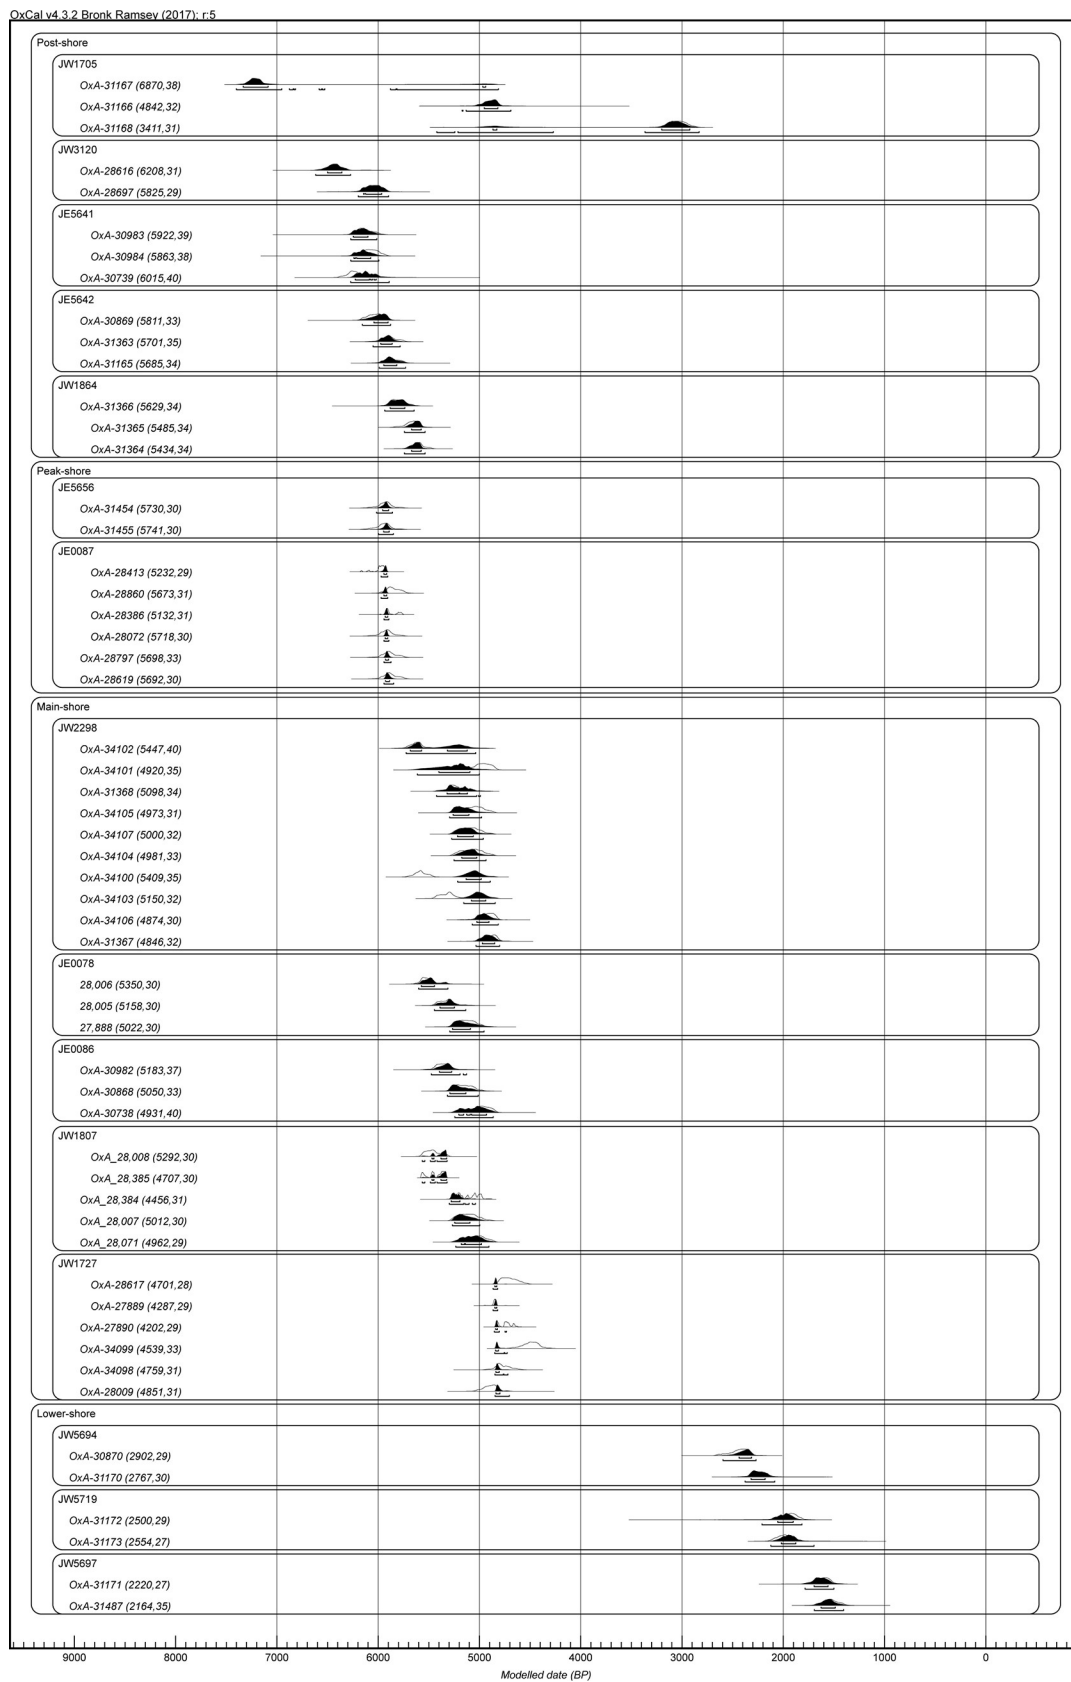 OxCal v4.3.2 Bronk Ramsey (2017); r:5
Post-shore
JW1705
OxA-31167 (6870,38)
OxA-31166 (4842,32)
OxA-31168 (3411,31)
JW3120
OxA-28616 (6208,31)
OxA-28697 (5825,29)
JE5641
OxA-30983 (5922,39)
OxA-30984 (5863,38)
OxA-30739 (6015,40)
JE5642
OxA-30869 (5811,33)
OxA-31363 (5701,35)
OxA-31165 (5685,34)
JW1864
OxA-31366 (5629,34)
OxA-31365 (5485,34)
OxA-31364 (5434,34)
Peak-shore
JE5656
OxA-31454 (5730,30)
OxA-31455 (5741,30)
JE0087
OxA-28413 (5232,29)
OxA-28860 (5673,31)
OxA-28386 (5132,31)
OxA-28072 (5718,30)
OxA-28797 (5698,33)
OxA-28619 (5692,30)
Main-shore
JW2298
OxA-34102 (5447,40)
OxA-34101 (4920,35)
OxA-31368 (5098,34)
OxA-34105 (4973,31)
OxA-34107 (5000,32)
OxA-34104 (4981,33)
OxA-34100 (5409,35)
OxA-34103 (5150,32)
OxA-34106 (4874,30)
OxA-31367 (4846,32)
JE0078
28,006 (5350,30)
28,005 (5158,30)
27,888 (5022,30)
JE0086
OxA-30982 (5183,37)
OxA-30868 (5050,33)
OxA-30738 (4931,40)
JW1807
OxA_28,008 (5292,30)
OxA_28,385 (4707,30)
OxA_28,384 (4456,31)
OxA_28,007 (5012,30)
OxA_28,071 (4962,29)
JW1727
OxA-28617 (4701,28)
OxA-27889 (4287,29)
OxA-27890 (4202,29)
OxA-34099 (4539,33)
OxA-34098 (4759,31)
OxA-28009 (4851,31)
Lower-shore
JW5694
OxA-30870 (2902,29)
OxA-31170 (2767,30)
JW5719
OxA-31172 (2500,29)
OxA-31173 (2554,27)
JW5697
OxA-31171 (2220,27)
OxA-31487 (2164,35)
9000 8000 7000 6000 5000 4000 3000 2000 1000 0
Modelled date (BP)